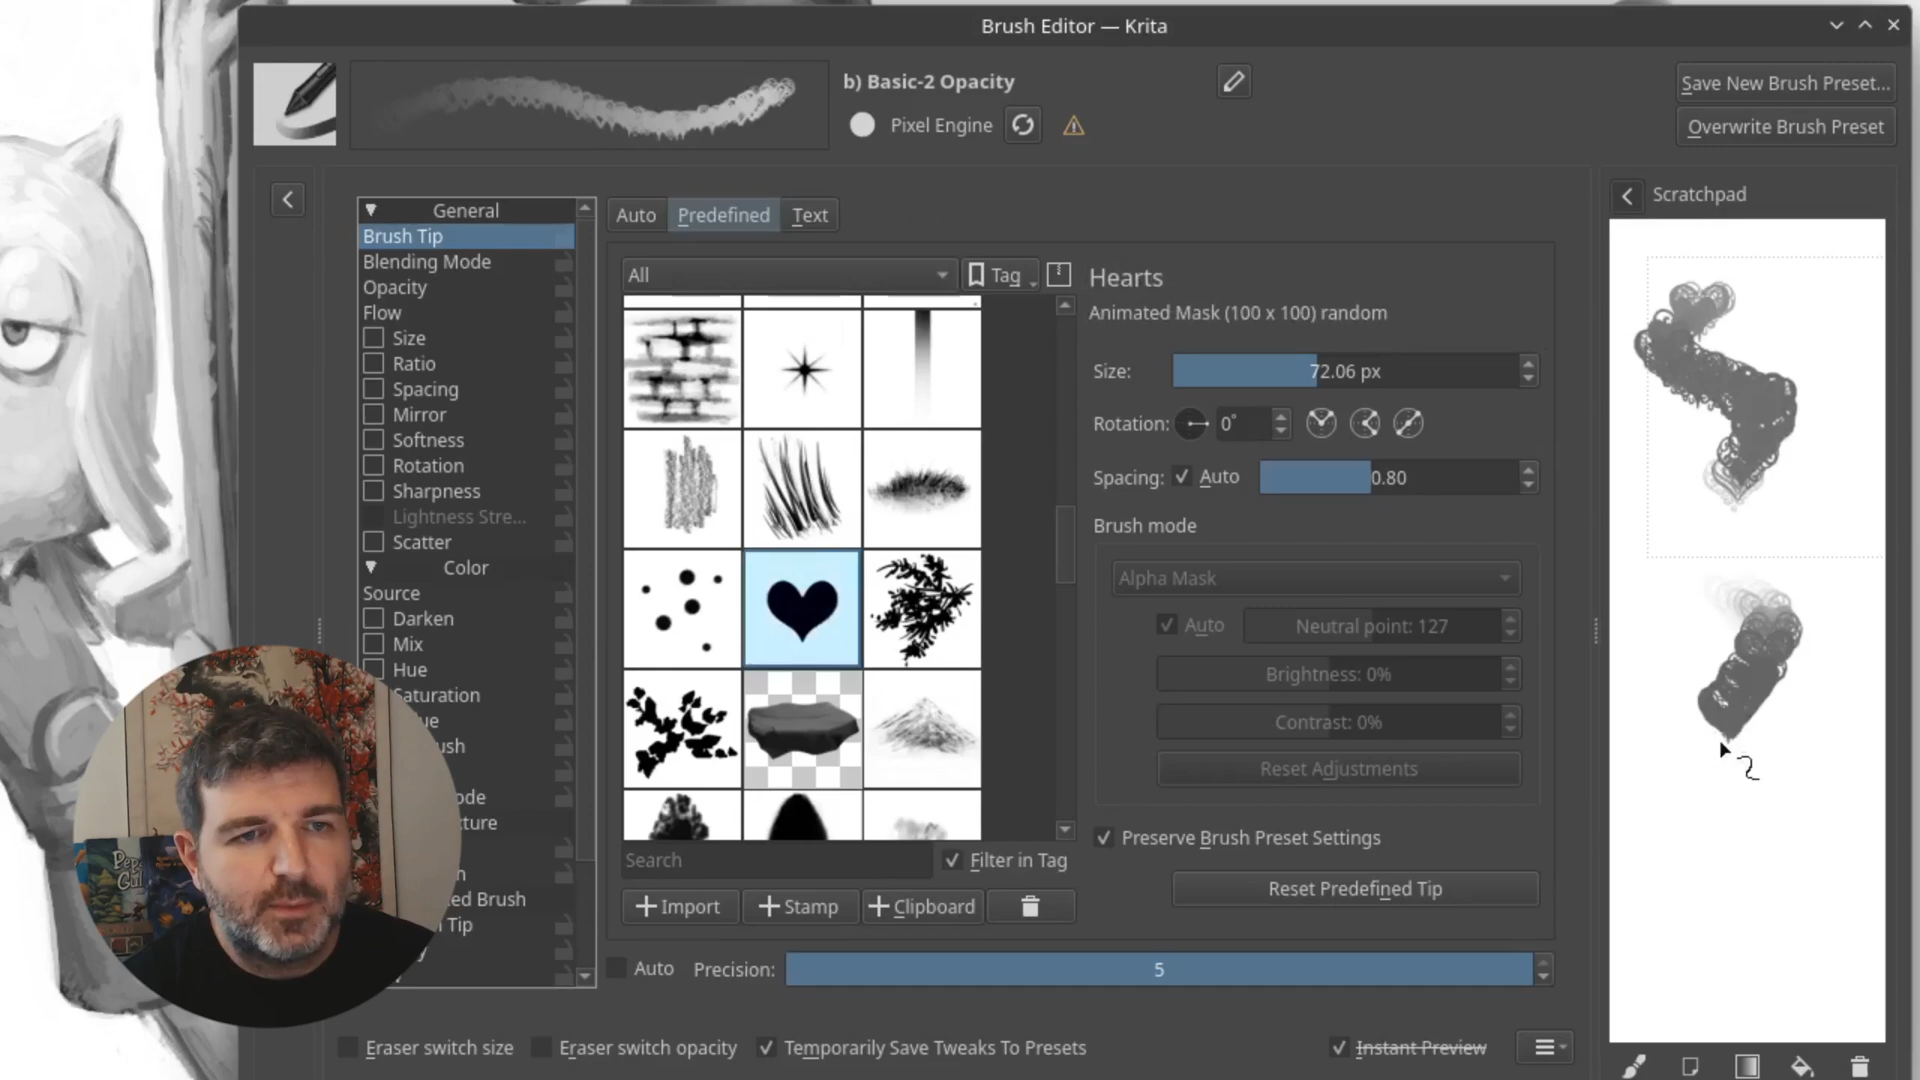 Brush Editor — Krita
b) Basic-2 Opacity
Pixel Engine
Save New Brush Preset...
Overwrite Brush Preset
General
Brush Tip
Blending Mode
Opacity
Flow
Size
Ratio
Spacing
Mirror
Softness
Rotation
Sharpness
Lightness Stre...
Scatter
Color
Source
Darken
Mix
Hue
Saturation
ue
ush
ode
xture
n
ed Brush
Tip
y
Auto
Predefined
Text
All
Tag
Search
Filter in Tag
Import
Stamp
Clipboard
Hearts
Animated Mask (100 x 100) random
Size: 72.06 px
Rotation: 0°
Spacing: Auto 0.80
Brush mode
Alpha Mask
Auto Neutral point: 127
Brightness: 0%
Contrast: 0%
Reset Adjustments
Preserve Brush Preset Settings
Reset Predefined Tip
Auto Precision: 5
Eraser switch size
Eraser switch opacity
Temporarily Save Tweaks To Presets
Instant Preview
Scratchpad